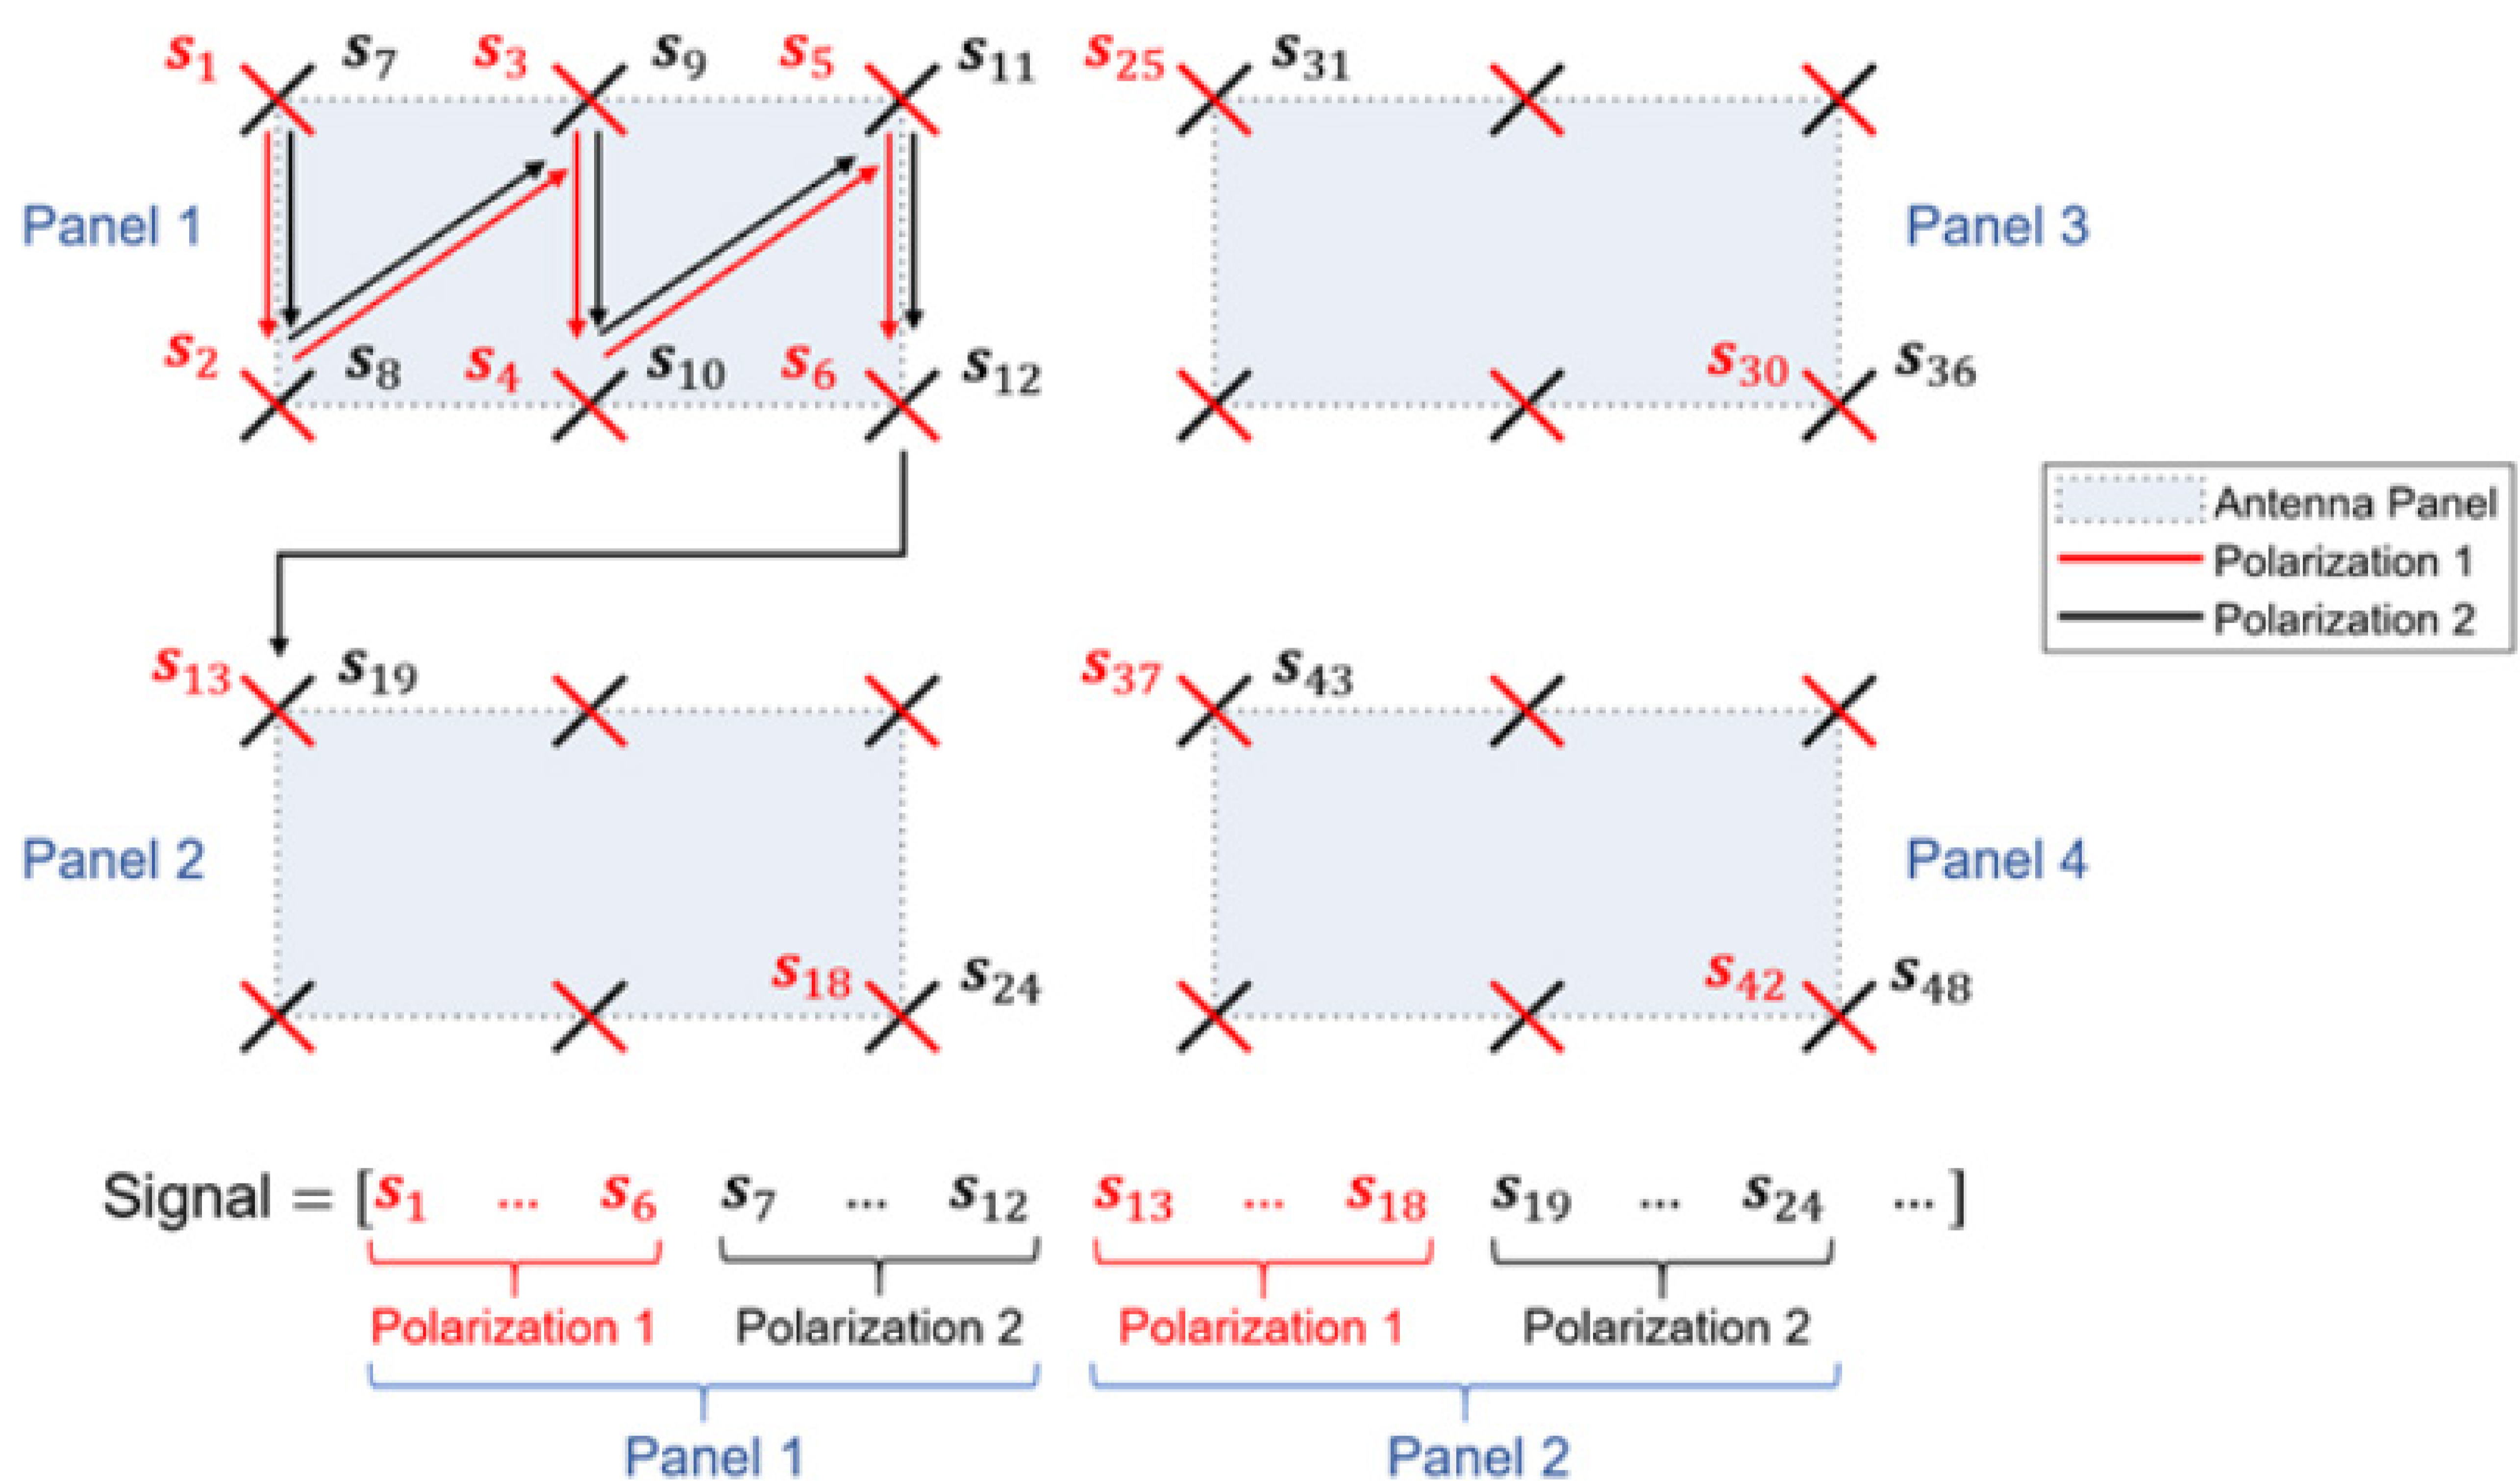 s1 s7 s3 s9 s5 s11 s25 s31
Panel 1 Panel 3
s2 s8 s4 s10 s6 s12 s30 s36
Antenna Panel
Polarization 1
Polarization 2
s13 s19 s37 s43
Panel 2 Panel 4
s18 s24 s42 s48
Signal = [s1 ... s6 s7 ... s12 s13 ... s18 s19 ... s24 ...]
Polarization 1 Polarization 2 Polarization 1 Polarization 2
Panel 1 Panel 2